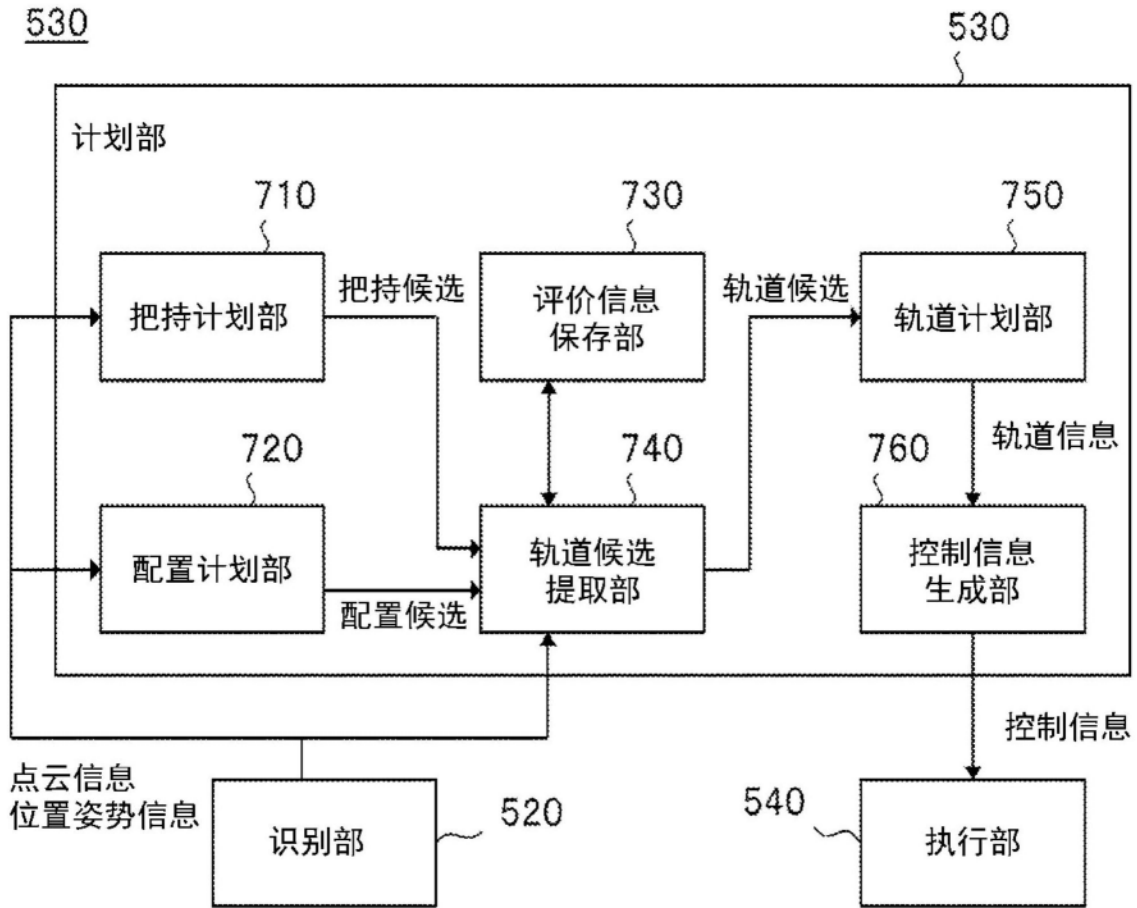 530
530
计划部
710
730
750
把持计划部
把持候选
评价信息
保存部
轨道候选
轨道计划部
720
740
760
轨道信息
配置计划部
配置候选
轨道候选
提取部
控制信息
生成部
点云信息
位置姿势信息
识别部
520
控制信息
540
执行部